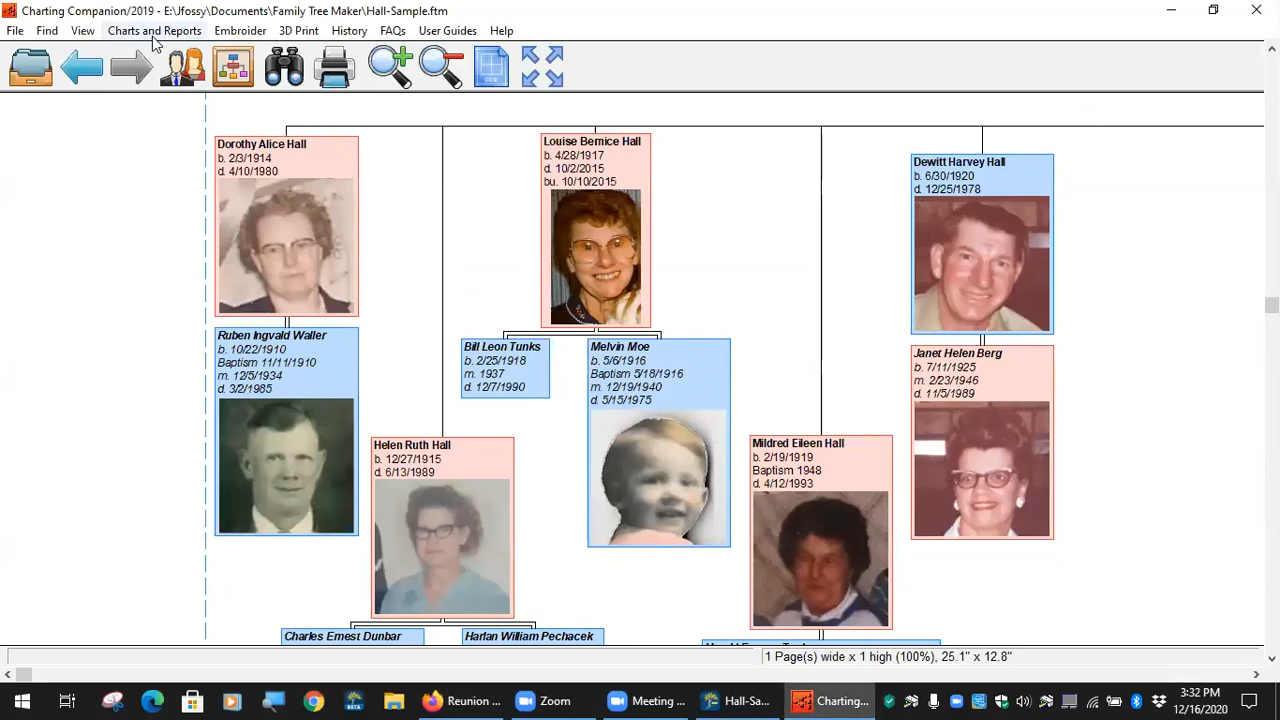 Charting Companion/2019 - E:\Jfossy\Documents\Family Tree Maker\Hall-Sample.ftm
File Find View Charts and Reports Embroider 3D Print History FAQs User Guides Help
Dorothy Alice Hall
b. 2/3/1914
d. 4/10/1980
Louise Bernice Hall
b. 4/28/1917
d. 10/2/2015
bu. 10/10/2015
Dewitt Harvey Hall
b. 6/30/1920
d. 12/25/1978
Ruben Ingvald Waller
b. 10/22/1910
Baptism 11/11/1910
m. 12/5/1934
d. 3/2/1985
Bill Leon Tunks
b. 2/25/1918
m. 1937
d. 12/7/1990
Melvin Moe
b. 5/6/1916
Baptism 5/18/1916
m. 12/19/1940
d. 5/15/1975
Janet Helen Berg
b. 7/11/1925
m. 2/23/1946
d. 11/5/1989
Helen Ruth Hall
b. 12/27/1915
d. 6/13/1989
Mildred Eileen Hall
b. 2/19/1919
Baptism 1948
d. 4/12/1993
Charles Ernest Dunbar
Harlan William Pechacek
1 Page(s) wide x 1 high (100%), 25.1" x 12.8"
BETA
Reunion ...
Zoom
Meeting ...
Hall-Sa...
Charting...
3:32 PM
12/16/2020